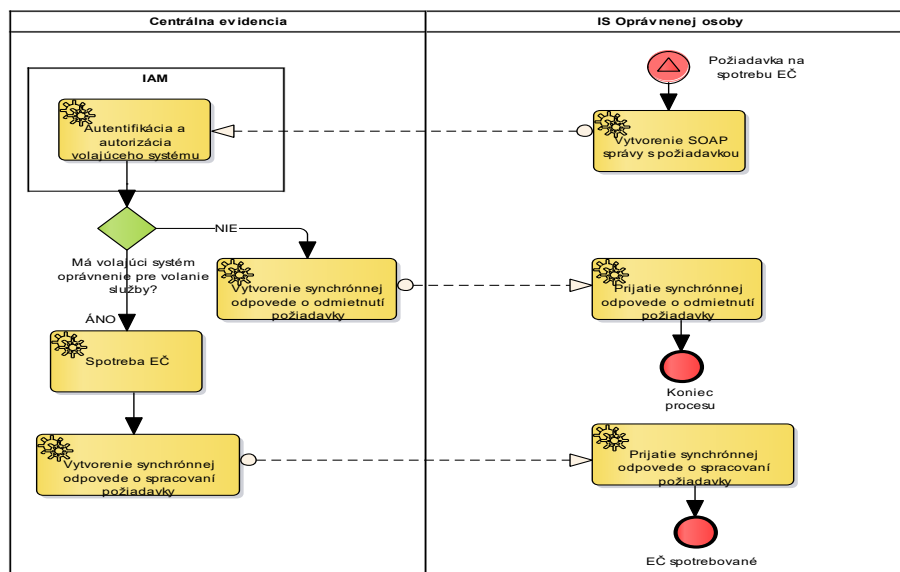 Centrálna evidencia
IS Oprávnenej osoby
IAM
Požiadavka na
spotrebu EČ
Autentifikácia a
autorizácia
volajúceho systému
Vytvorenie SOAP
správy s požiadavkou
NIE
Má volajúci systém
oprávnenie pre volanie
služby?
Vytvorenie synchrónnej
odpovede o odmietnutí
požiadavky
Prijatie synchrónnej
odpovede o odmietnutí
požiadavky
ÁNO
Spotreba EČ
Koniec
procesu
Vytvorenie synchrónnej
odpovede o spracovaní
požiadavky
Prijatie synchrónnej
odpovede o spracovaní
požiadavky
EČ spotrebované